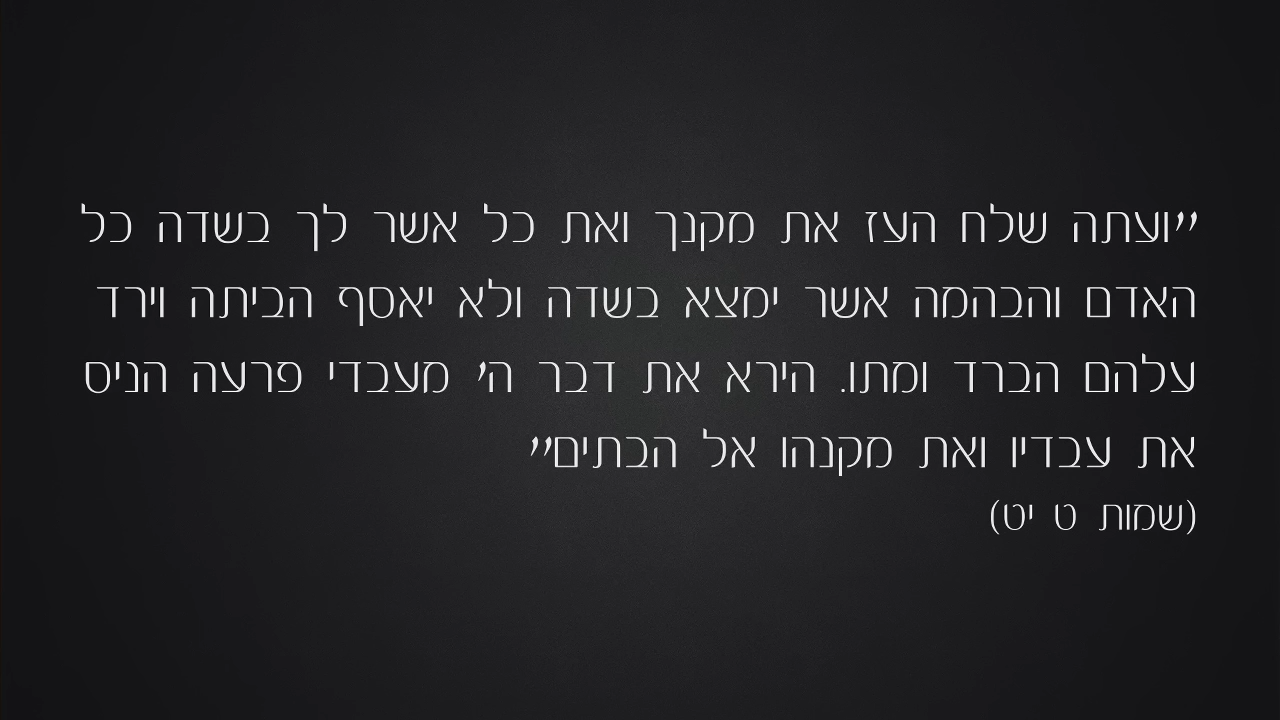 "ועתה שלח העז את מקנך ואת כל אשר לך בשדה כל
האדם והבהמה אשר ימצא בשדה ולא יאסף הביתה וירד
עלהם הברד ומתו. הירא את דבר ה' מעבדי פרעה הניס
את עבדיו ואת מקנהו אל הבתים"
(שמות ט יט)